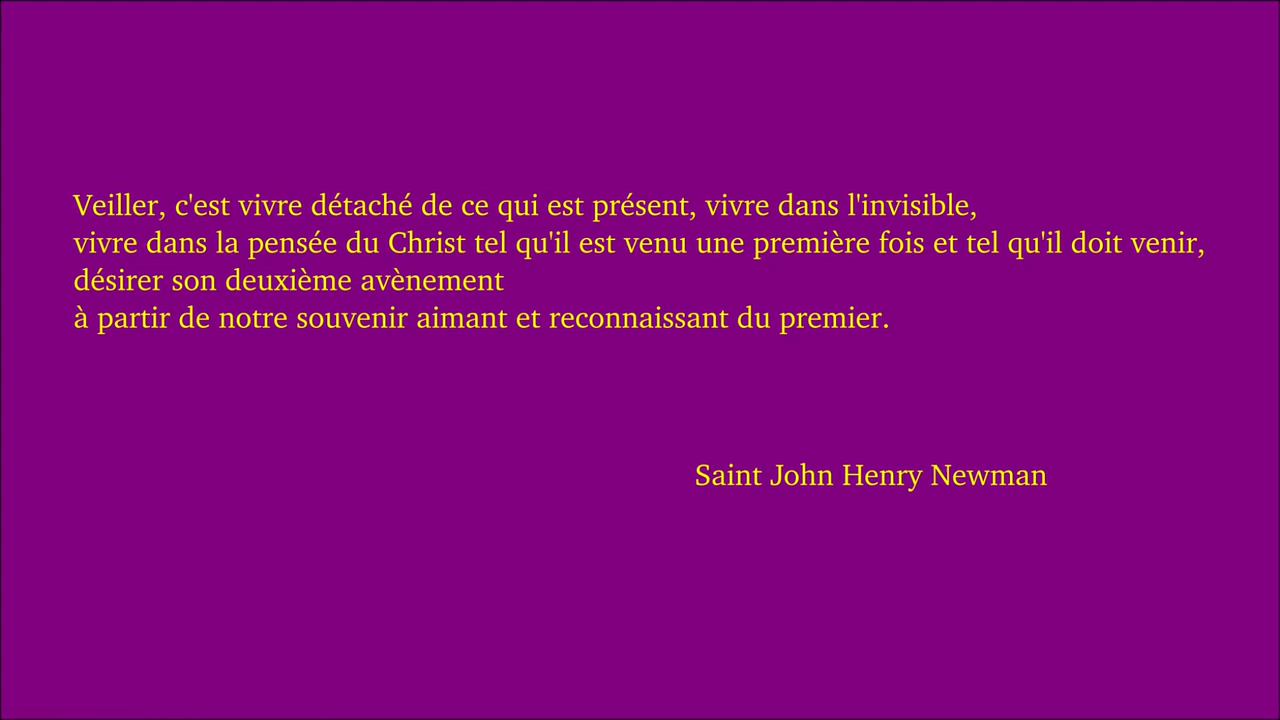 Veiller, c'est vivre détaché de ce qui est présent, vivre dans l'invisible,
vivre dans la pensée du Christ tel qu'il est venu une première fois et tel qu'il doit venir,
désirer son deuxième avènement
à partir de notre souvenir aimant et reconnaissant du premier.
Saint John Henry Newman